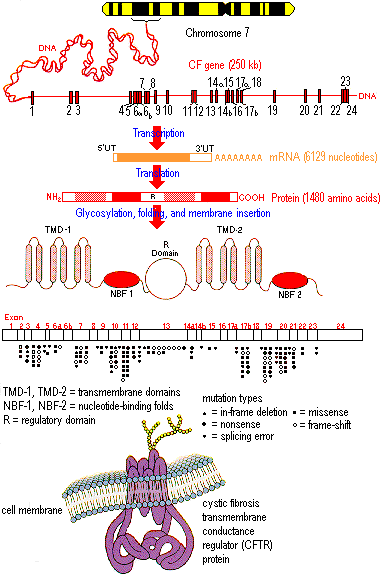 Chromosome 7
DNA
CF gene (250 kb)
7 8 14 15 17a 18 23
DNA
1 2 3 4 5 6a 6b 9 10 11 12 13 14b 16 17b 19 20 21 22 24
Transcription
5'UT 3'UT
AAAAAAAA mRNA (6129 nucleotides)
Translation
NH2 R COOH Protein (1480 amino acids)
Glycosylation, folding, and membrane insertion
TMD-1 R Domain TMD-2
NBF 1 NBF 2
Exon
1 2 3 4 5 6a 6b 7 8 9 10 11 12 13 14a 14b 15 16 17a 17b 18 19 20 21 22 23 24
TMD-1, TMD-2 = transmembrane domains
NBF-1, NBF-2 = nucleotide-binding folds
R = regulatory domain
mutation types
▲ = in-frame deletion ■ = missense
● = nonsense ○ = frame-shift
▼ = splicing error
cell membrane
cystic fibrosis
transmembrane
conductance
regulator (CFTR)
protein